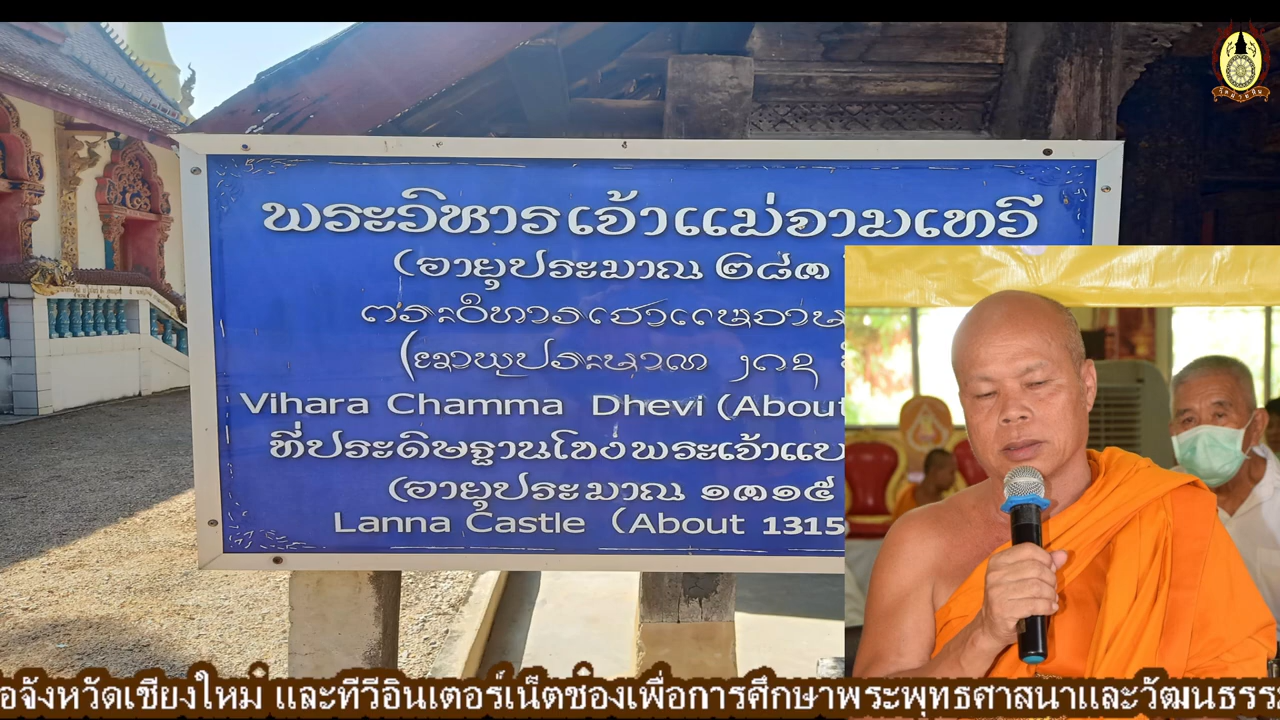 พระวิหารเจ้าแม่จามเทวี
(อายุประมาณ ๒๘๓
Vihara Chamma Dhevi (About
ที่ประดิษฐานโขงพระเจ้าแบ
(อายุประมาณ ๑๓๑๕
Lanna Castle (About 1315
อจังหวัดเชียงใหม่ และทีวีอินเตอร์เน็ตช่องเพื่อการศึกษาพระพุทธศาสนาและวัฒนธรร